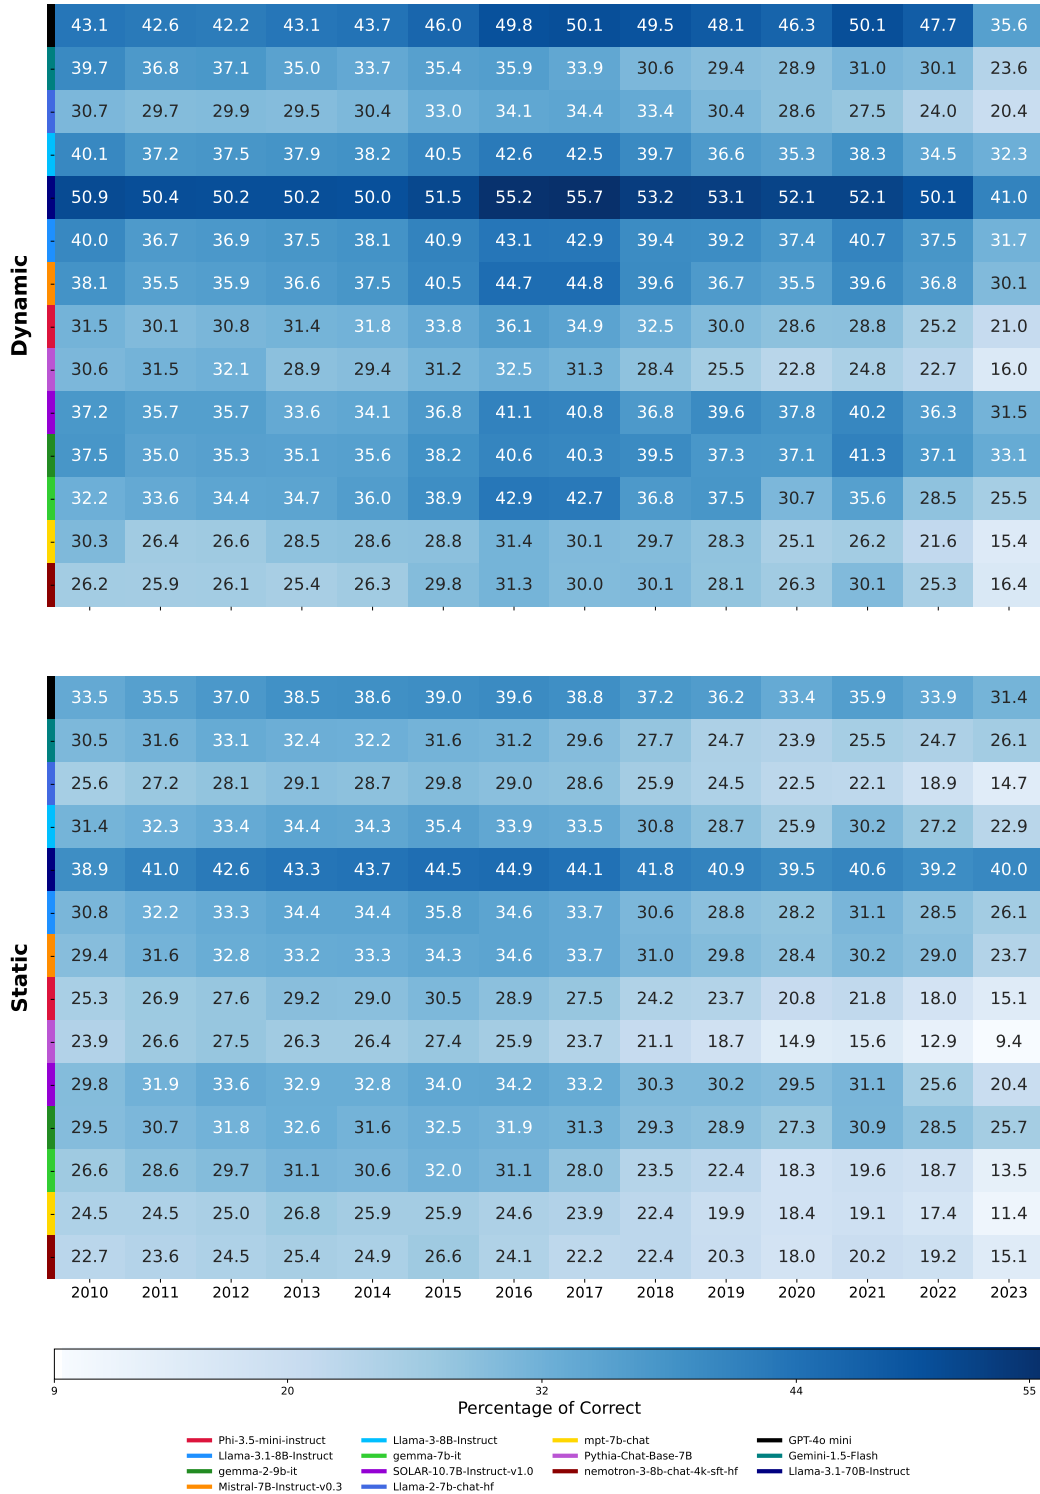 43.1 42.6 42.2 43.1 43.7 46.0 49.8 50.1 49.5 48.1 46.3 50.1 47.7 35.6
39.7 36.8 37.1 35.0 33.7 35.4 35.9 33.9 30.6 29.4 28.9 31.0 30.1 23.6
30.7 29.7 29.9 29.5 30.4 33.0 34.1 34.4 33.4 30.4 28.6 27.5 24.0 20.4
40.1 37.2 37.5 37.9 38.2 40.5 42.6 42.5 39.7 36.6 35.3 38.3 34.5 32.3
50.9 50.4 50.2 50.2 50.0 51.5 55.2 55.7 53.2 53.1 52.1 52.1 50.1 41.0
40.0 36.7 36.9 37.5 38.1 40.9 43.1 42.9 39.4 39.2 37.4 40.7 37.5 31.7
38.1 35.5 35.9 36.6 37.5 40.5 44.7 44.8 39.6 36.7 35.5 39.6 36.8 30.1
Dynamic
31.5 30.1 30.8 31.4 31.8 33.8 36.1 34.9 32.5 30.0 28.6 28.8 25.2 21.0
30.6 31.5 32.1 28.9 29.4 31.2 32.5 31.3 28.4 25.5 22.8 24.8 22.7 16.0
37.2 35.7 35.7 33.6 34.1 36.8 41.1 40.8 36.8 39.6 37.8 40.2 36.3 31.5
37.5 35.0 35.3 35.1 35.6 38.2 40.6 40.3 39.5 37.3 37.1 41.3 37.1 33.1
32.2 33.6 34.4 34.7 36.0 38.9 42.9 42.7 36.8 37.5 30.7 35.6 28.5 25.5
30.3 26.4 26.6 28.5 28.6 28.8 31.4 30.1 29.7 28.3 25.1 26.2 21.6 15.4
26.2 25.9 26.1 25.4 26.3 29.8 31.3 30.0 30.1 28.1 26.3 30.1 25.3 16.4
33.5 35.5 37.0 38.5 38.6 39.0 39.6 38.8 37.2 36.2 33.4 35.9 33.9 31.4
30.5 31.6 33.1 32.4 32.2 31.6 31.2 29.6 27.7 24.7 23.9 25.5 24.7 26.1
25.6 27.2 28.1 29.1 28.7 29.8 29.0 28.6 25.9 24.5 22.5 22.1 18.9 14.7
31.4 32.3 33.4 34.4 34.3 35.4 33.9 33.5 30.8 28.7 25.9 30.2 27.2 22.9
38.9 41.0 42.6 43.3 43.7 44.5 44.9 44.1 41.8 40.9 39.5 40.6 39.2 40.0
30.8 32.2 33.3 34.4 34.4 35.8 34.6 33.7 30.6 28.8 28.2 31.1 28.5 26.1
29.4 31.6 32.8 33.2 33.3 34.3 34.6 33.7 31.0 29.8 28.4 30.2 29.0 23.7
Static
25.3 26.9 27.6 29.2 29.0 30.5 28.9 27.5 24.2 23.7 20.8 21.8 18.0 15.1
23.9 26.6 27.5 26.3 26.4 27.4 25.9 23.7 21.1 18.7 14.9 15.6 12.9 9.4
29.8 31.9 33.6 32.9 32.8 34.0 34.2 33.2 30.3 30.2 29.5 31.1 25.6 20.4
29.5 30.7 31.8 32.6 31.6 32.5 31.9 31.3 29.3 28.9 27.3 30.9 28.5 25.7
26.6 28.6 29.7 31.1 30.6 32.0 31.1 28.0 23.5 22.4 18.3 19.6 18.7 13.5
24.5 24.5 25.0 26.8 25.9 25.9 24.6 23.9 22.4 19.9 18.4 19.1 17.4 11.4
22.7 23.6 24.5 25.4 24.9 26.6 24.1 22.2 22.4 20.3 18.0 20.2 19.2 15.1
2010 2011 2012 2013 2014 2015 2016 2017 2018 2019 2020 2021 2022 2023
9 20 32 44 55
Percentage of Correct
Phi-3.5-mini-instruct Llama-3-8B-Instruct mpt-7b-chat GPT-4o mini
Llama-3.1-8B-Instruct gemma-7b-it Pythia-Chat-Base-7B Gemini-1.5-Flash
gemma-2-9b-it SOLAR-10.7B-Instruct-v1.0 nemotron-3-8b-chat-4k-sft-hf Llama-3.1-70B-Instruct
Mistral-7B-Instruct-v0.3 Llama-2-7b-chat-hf